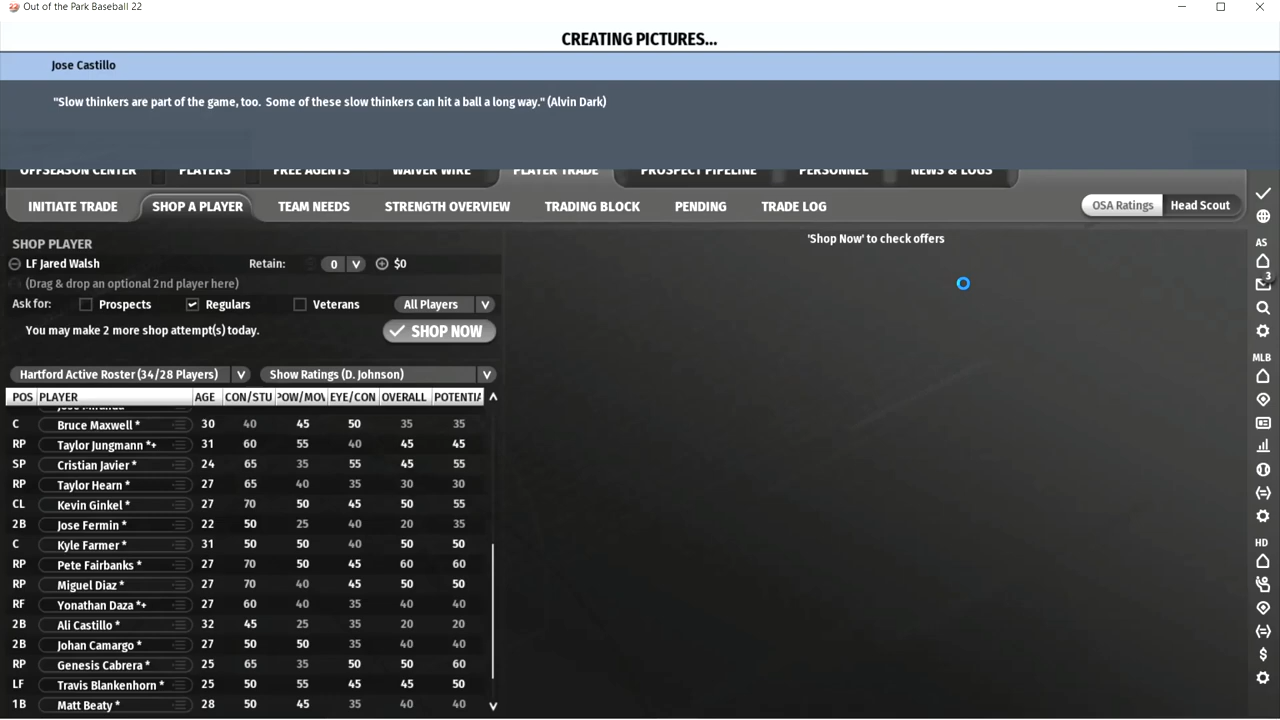 Out of the Park Baseball 22
CREATING PICTURES...
Jose Castillo
"Slow thinkers are part of the game, too. Some of these slow thinkers can hit a ball a long way." (Alvin Dark)
OFFSEASON CENTER PLAYERS FREE AGENTS WAIVER WIRE PLAYER TRADE PROSPECT PIPELINE PERSONNEL NEWS & LOGS
INITIATE TRADE SHOP A PLAYER TEAM NEEDS STRENGTH OVERVIEW TRADING BLOCK PENDING TRADE LOG OSA Ratings Head Scout
SHOP PLAYER
'Shop Now' to check offers
LF Jared Walsh Retain: 0 $0
(Drag & drop an optional 2nd player here)
Ask for: Prospects Regulars Veterans All Players
You may make 2 more shop attempt(s) today. SHOP NOW
Hartford Active Roster (34/28 Players) Show Ratings (D. Johnson)
POS PLAYER AGE CON/STU POW/MOV EYE/CON OVERALL POTENTIA
Jose Miranda
C Bruce Maxwell * 30 40 45 50 35 35
RP Taylor Jungmann *+ 31 60 55 40 45 45
SP Cristian Javier * 24 65 35 55 45 55
RP Taylor Hearn * 27 65 40 35 30 30
CL Kevin Ginkel * 27 70 50 45 50 55
2B Jose Fermin * 22 50 25 40 20 35
C Kyle Farmer * 31 50 50 40 50 50
RP Pete Fairbanks * 27 70 50 45 60 60
RP Miguel Diaz * 27 70 40 45 50 50
RF Yonathan Daza *+ 27 60 40 35 40 40
2B Ali Castillo * 32 45 25 35 20 20
2B Johan Camargo * 27 50 50 35 40 40
RP Genesis Cabrera * 25 65 35 50 50 60
LF Travis Blankenhorn * 25 50 55 45 45 50
1B Matt Beaty * 28 50 45 35 40 40
AS
3
MLB
HD
$